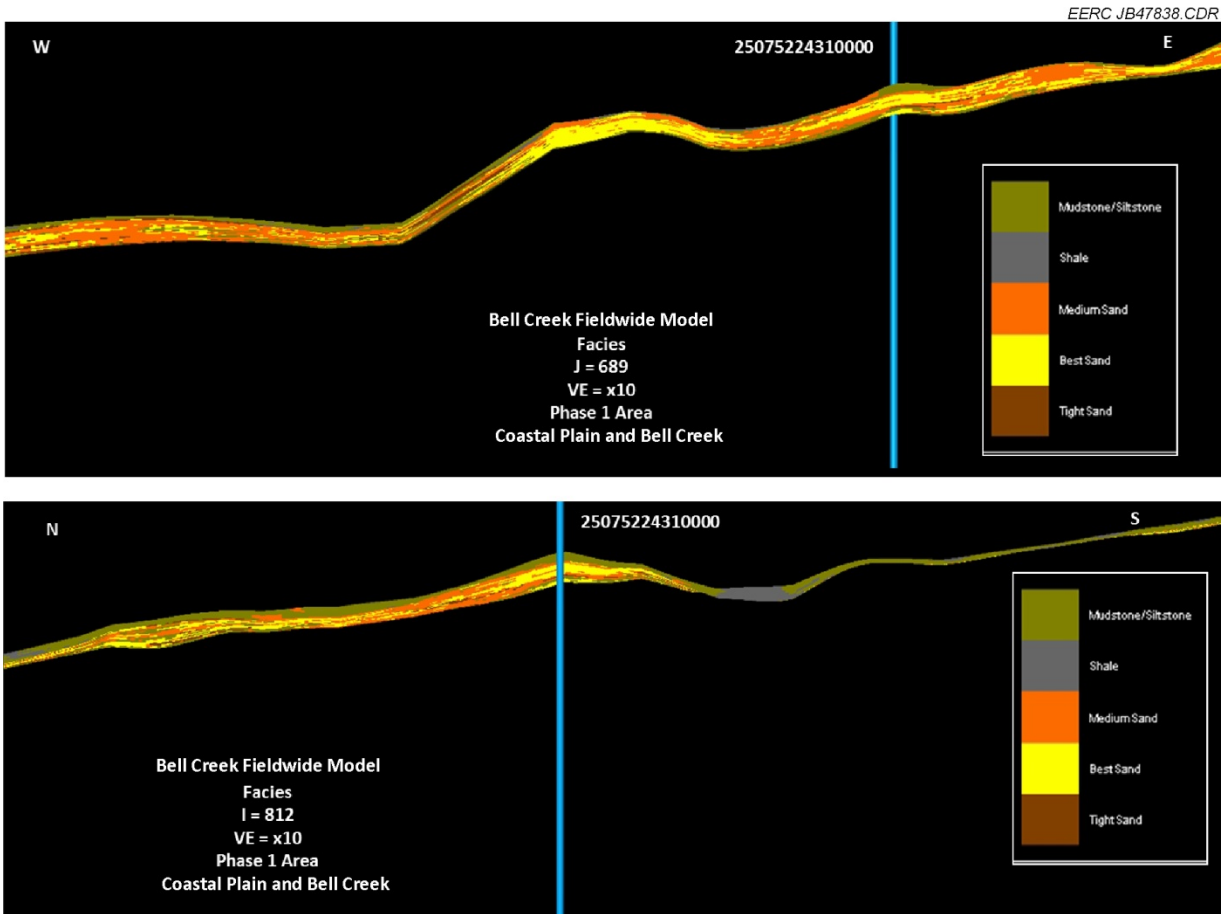 EERC JB47838.CDR
W
25075224310000
E
Mudstone/Siltstone
Shale
Medium Sand
Best Sand
Tight Sand
Bell Creek Fieldwide Model
Facies
J = 689
VE = x10
Phase 1 Area
Coastal Plain and Bell Creek
N
25075224310000
S
Mudstone/Siltstone
Shale
Medium Sand
Best Sand
Tight Sand
Bell Creek Fieldwide Model
Facies
I = 812
VE = x10
Phase 1 Area
Coastal Plain and Bell Creek